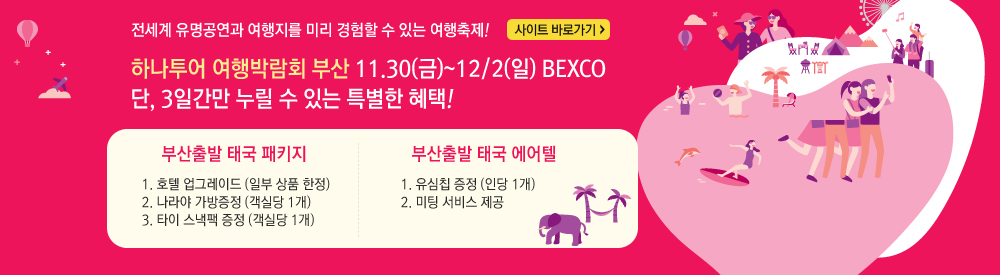 전세계 유명공연과 여행지를 미리 경험할 수 있는 여행축제! 사이트 바로가기 >
하나투어 여행박람회 부산 11.30(금)~12/2(일) BEXCO
단, 3일간만 누릴 수 있는 특별한 혜택!
부산출발 태국 패키지
1. 호텔 업그레이드 (일부 상품 한정)
2. 나라야 가방증정 (객실당 1개)
3. 타이 스낵팩 증정 (객실당 1개)
부산출발 태국 에어텔
1. 유심칩 증정 (인당 1개)
2. 미팅 서비스 제공